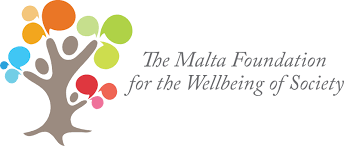 The Malta Foundation
for the Wellbeing of Society